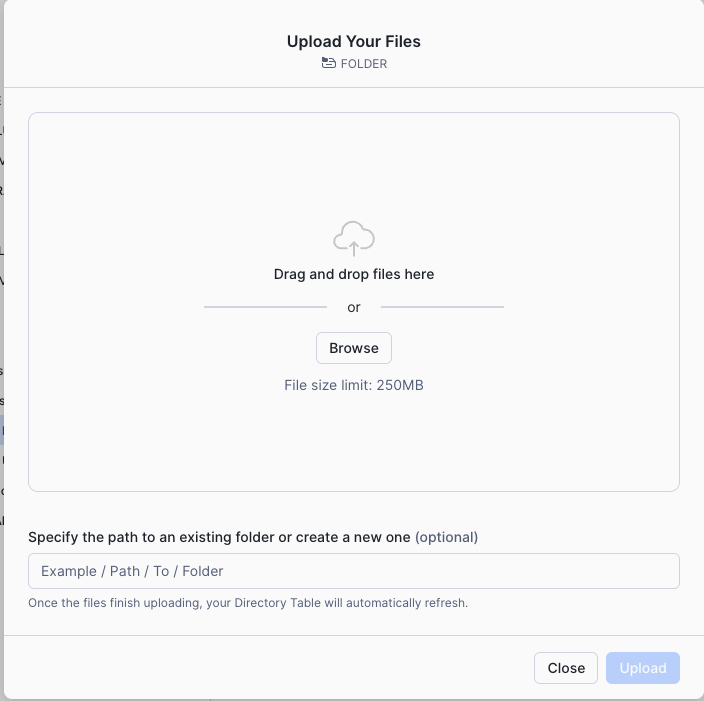 Upload Your Files
FOLDER
Drag and drop files here
or
Browse
File size limit: 250MB
Specify the path to an existing folder or create a new one (optional)
Example / Path / To / Folder
Once the files finish uploading, your Directory Table will automatically refresh.
Close
Upload